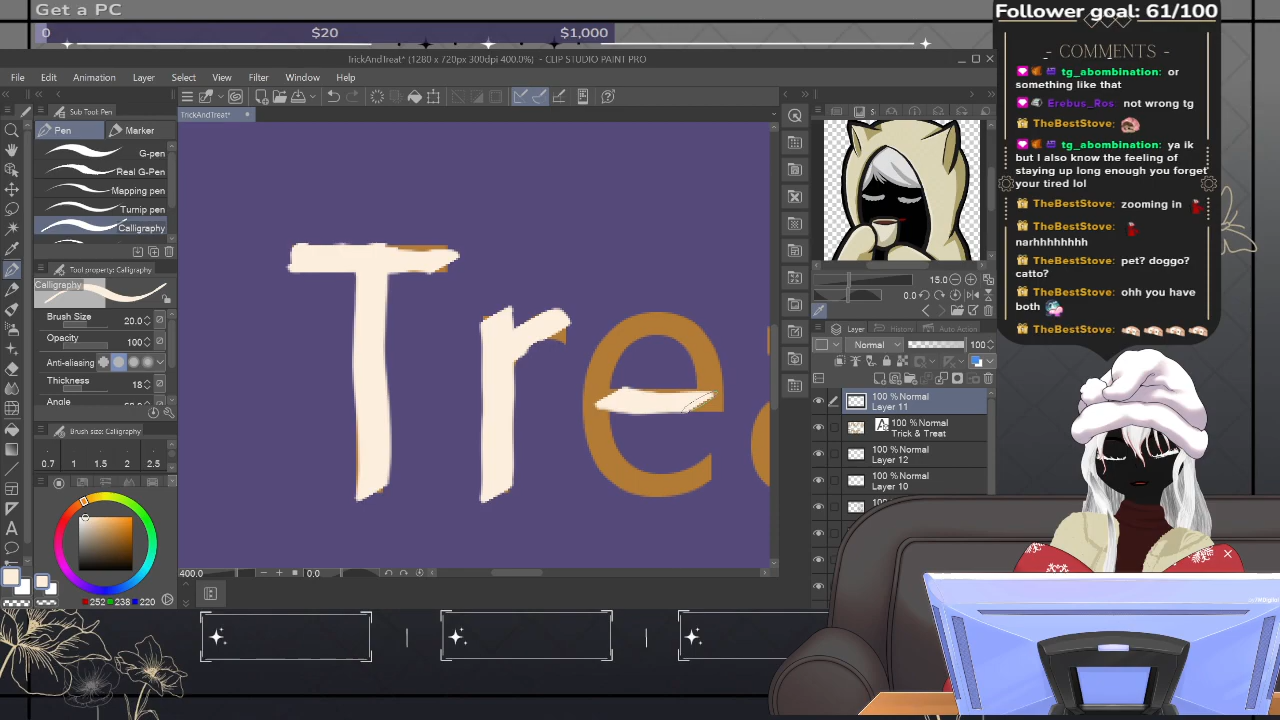 Get a PC
0 $20 $1,000
Follower goal: 61/100
- COMMENTS -
tg_abombination: or
something like that
Erebus_Ros: not wrong tg
TheBestStove:
tg_abombination: ya ik
but I also know the feeling of
staying up long enough you forget
your tired lol
TheBestStove: zooming in
TheBestStove:
narhhhhhhhh
TheBestStove: pet? doggo?
catto?
TheBestStove: ohh you have
both
TheBestStove:
TrickAndTreat* (1280 x 720px 300dpi 400.0%) - CLIP STUDIO PAINT PRO
File Edit Animation Layer Select View Filter Window Help
Sub Tool Pen
TrickAndTreat*
Pen Marker
G-pen
Real G-Pen
Mapping pen
Turnip pen
Calligraphy
Tool property: Calligraphy
Calligraphy
Brush Size 20.0
Opacity 100
Anti-aliasing
Thickness 18
Angle
Brush size: Calligraphy
0.7 1 1.5 2 2.5
252 238 220
Tre
400.0 0.0
15.0
0.0
Layer History Auto Action
Normal 100
100 % Normal
Layer 11
100 % Normal
Trick & Treat
100 % Normal
Layer 12
100 % Normal
Layer 10
100 % Normal